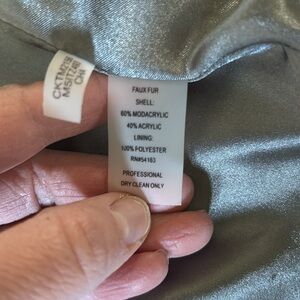 FAUX FUR
SHELL:
60% MODACRYLIC
40% ACRYLIC
LINING:
100% POLYESTER
RN#54163
PROFESSIONAL
DRY CLEAN ONLY